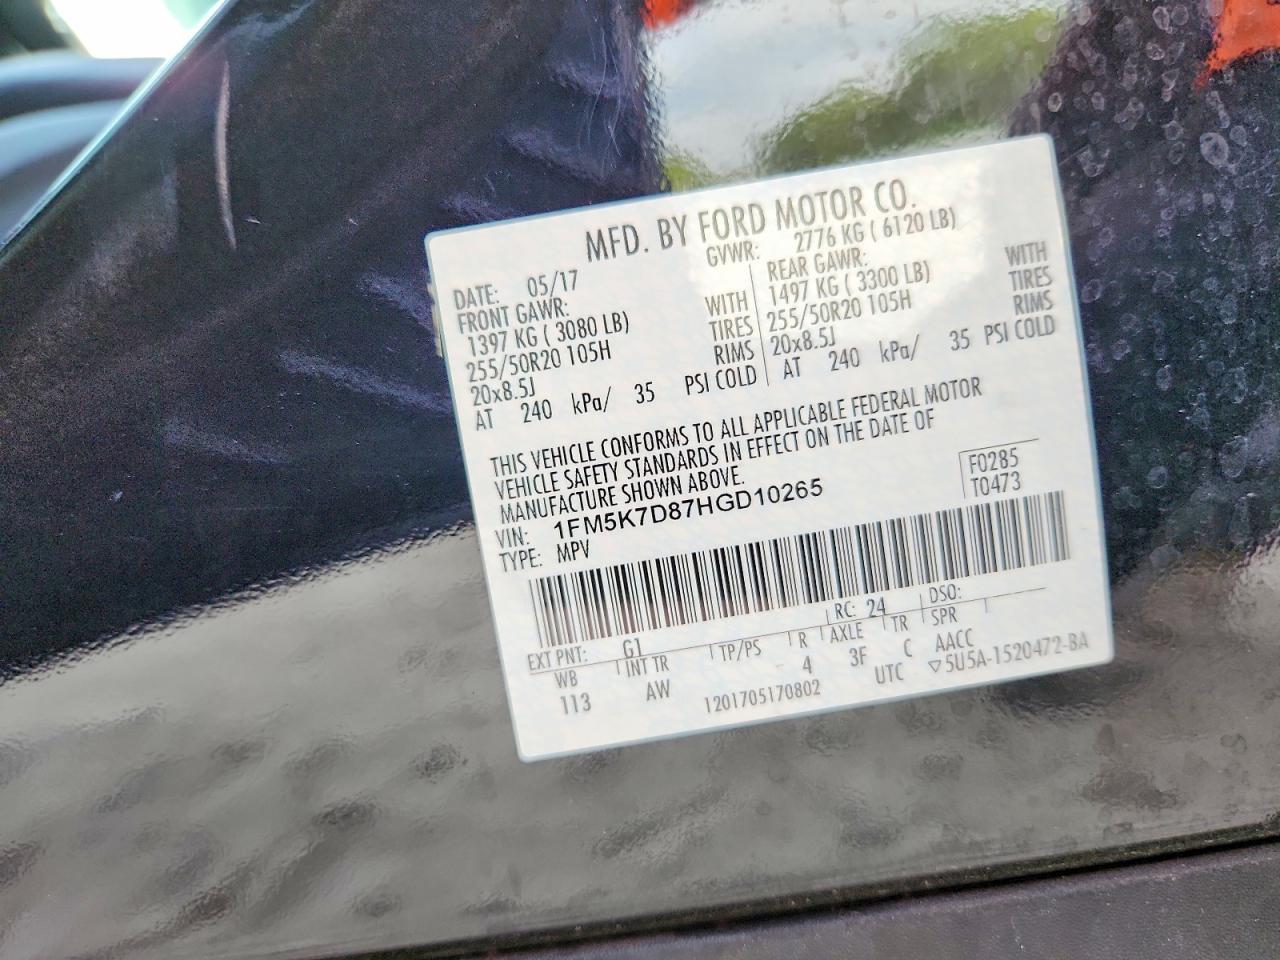 MFD. BY FORD MOTOR CO.
DATE: 05/17 GVWR: 2776 KG ( 6120 LB)
FRONT GAWR: REAR GAWR:
1397 KG ( 3080 LB) WITH 1497 KG ( 3300 LB) WITH
255/50R20 105H TIRES 255/50R20 105H TIRES
20x8.5J RIMS 20x8.5J RIMS
AT 240 kPa/ 35 PSI COLD AT 240 kPa/ 35 PSI COLD
THIS VEHICLE CONFORMS TO ALL APPLICABLE FEDERAL MOTOR
VEHICLE SAFETY STANDARDS IN EFFECT ON THE DATE OF
MANUFACTURE SHOWN ABOVE.
VIN: 1FM5K7D87HGD10265
F0285
TYPE: MPV
T0473
EXT PNT: G1 RC: 24 DSO:
WB INT TR TP/PS R AXLE TR SPR
113 AW 4 3F C AACC
1201705170802 UTC ▽5U5A-1520472-BA